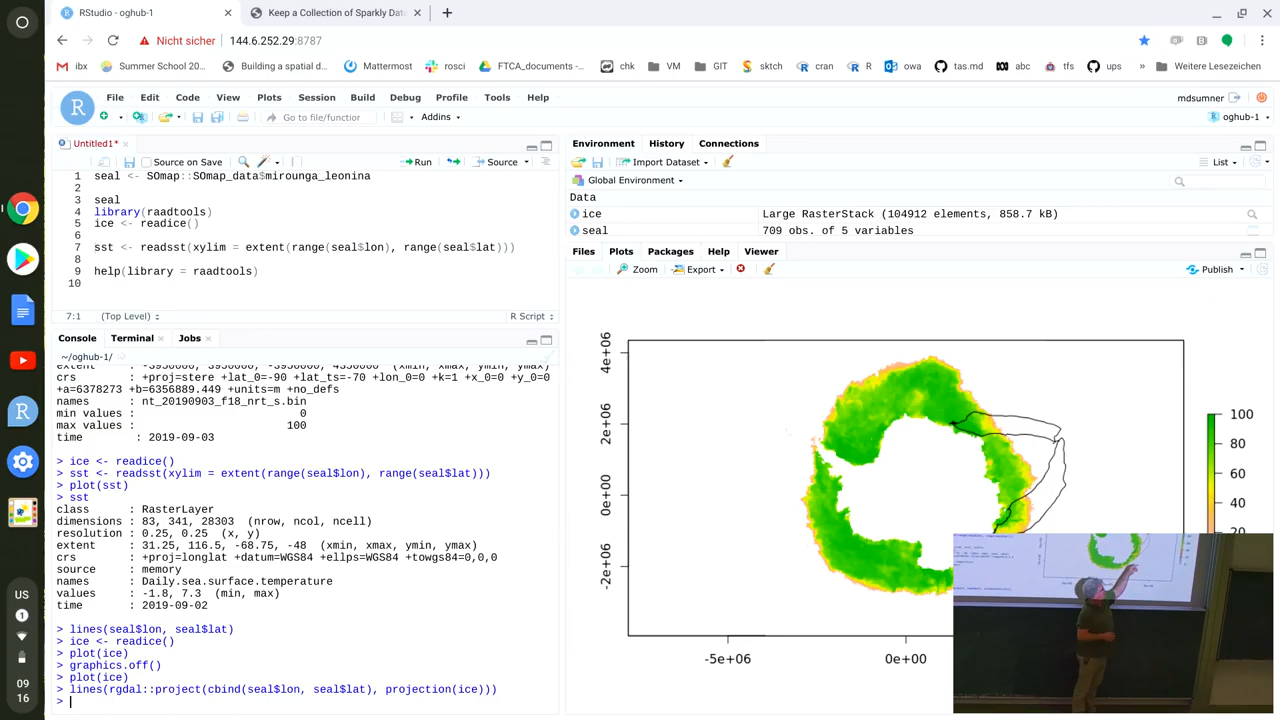 RStudio - oghub-1
Keep a Collection of Sparkly Dat
Nicht sicher 144.6.252.29:8787
ibx Summer School 20... Building a spatial d Mattermost rosci FTCA_documents -... chk VM GIT sktch cran R owa tas.md abc tfs ups » Weitere Lesezeichen
R File Edit Code View Plots Session Build Debug Profile Tools Help mdsumner
Go to file/function Addins oghub-1
Untitled1*
Source on Save Run Source
1 seal <- SOmap::SOmap_data$mirounga_leonina
2
3 seal
4 library(raadtools)
5 ice <- readice()
6
7 sst <- readsst(xylim = extent(range(seal$lon), range(seal$lat)))
8
9 help(library = raadtools)
10
7:1 (Top Level) R Script
Console Terminal Jobs
~/oghub-1/
extent : -3950000, 3950000, -3950000, 4350000 (xmin, xmax, ymin, ymax)
crs : +proj=stere +lat_0=-90 +lat_ts=-70 +lon_0=0 +k=1 +x_0=0 +y_0=0
+a=6378273 +b=6356889.449 +units=m +no_defs
names : nt_20190903_f18_nrt_s.bin
min values : 0
max values : 100
time : 2019-09-03
> ice <- readice()
> sst <- readsst(xylim = extent(range(seal$lon), range(seal$lat)))
> plot(sst)
> sst
class : RasterLayer
dimensions : 83, 341, 28303 (nrow, ncol, ncell)
resolution : 0.25, 0.25 (x, y)
extent : 31.25, 116.5, -68.75, -48 (xmin, xmax, ymin, ymax)
crs : +proj=longlat +datum=WGS84 +ellps=WGS84 +towgs84=0,0,0
source : memory
names : Daily.sea.surface.temperature
values : -1.8, 7.3 (min, max)
time : 2019-09-02
> lines(seal$lon, seal$lat)
> ice <- readice()
> plot(ice)
> graphics.off()
> plot(ice)
> lines(rgdal::project(cbind(seal$lon, seal$lat), projection(ice)))
>
Environment History Connections
Import Dataset List
Global Environment
Data
ice Large RasterStack (104912 elements, 858.7 kB)
seal 709 obs. of 5 variables
Files Plots Packages Help Viewer
Zoom Export Publish
4e+06
2e+06
0e+00
-2e+06
-5e+06 0e+00
100
80
60
40
20
US
1
09
16